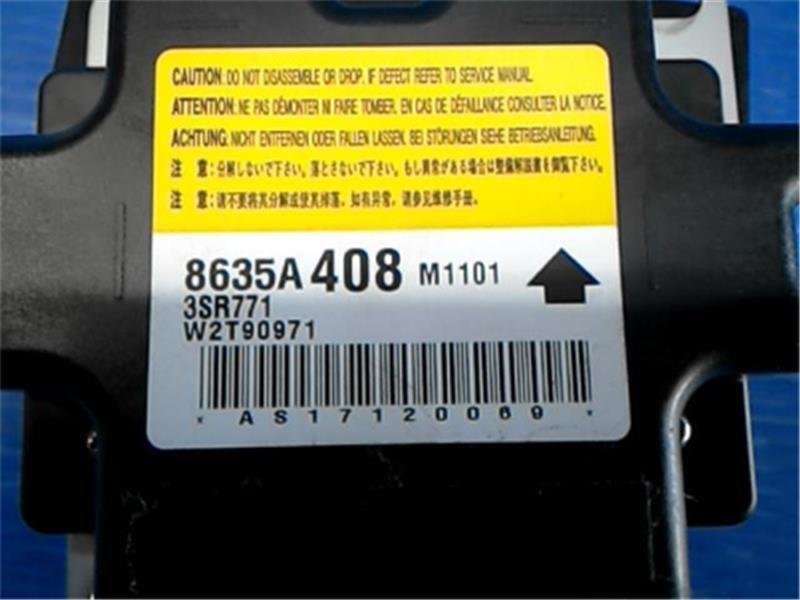 CAUTION: DO NOT DISASSEMBLE OR DROP. IF DEFECT REFER TO SERVICE MANUAL.
ATTENTION: NE PAS DÉMONTER NI FAIRE TOMBER. EN CAS DE DÉFAILLANCE CONSULTER LA NOTICE.
ACHTUNG: NICHT ENTFERNEN ODER FALLEN LASSEN. BEI STÖRUNGEN SIEHE BETRIEBSANLEITUNG.
注 意:分解しないで下さい。落とさないで下さい。もし異常がある場合は整備解説書を御覧下さい。
注 意:请不要将其分解或使其掉落。如有异常,请参见维修手册。
8635A408 M1101
3SR771
W2T90971
* AS17120069 *